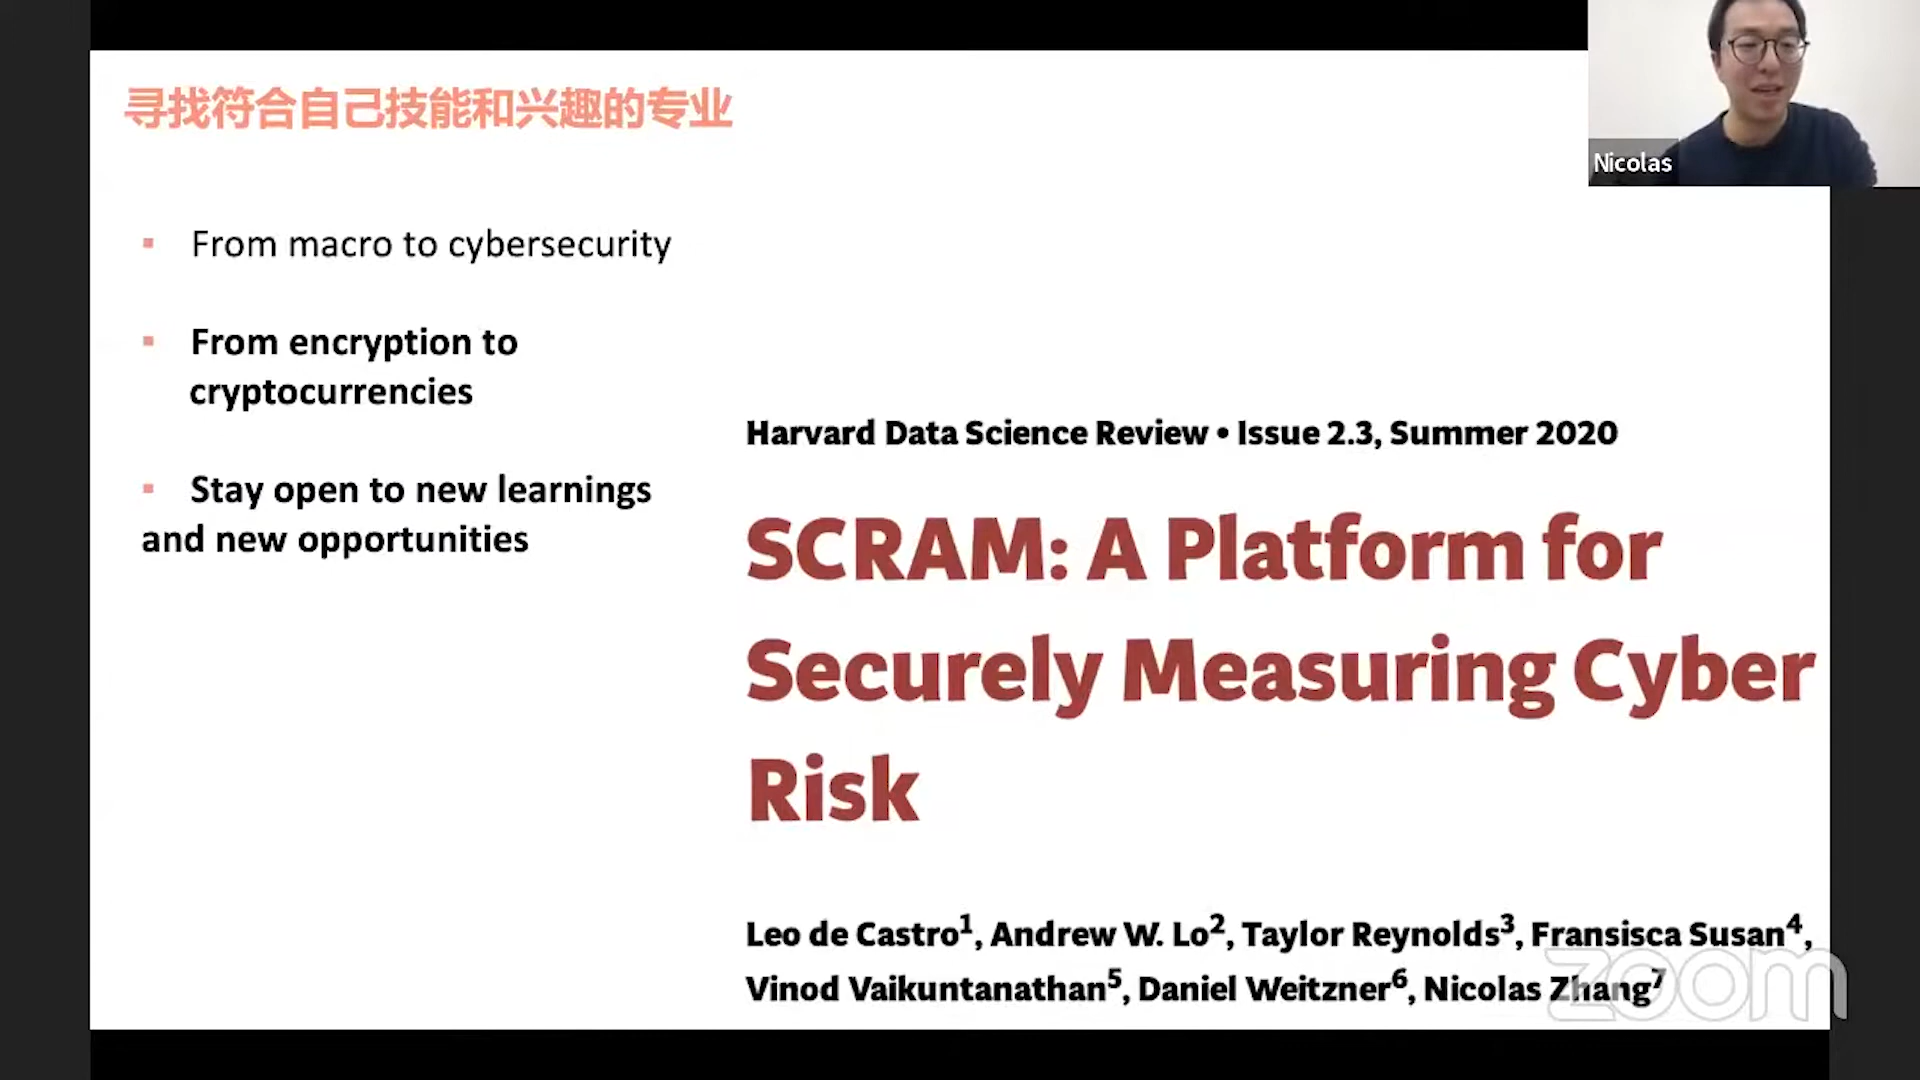 寻找符合自己技能和兴趣的专业
Nicolas
▪ From macro to cybersecurity
▪ From encryption to
cryptocurrencies
▪ Stay open to new learnings
and new opportunities
Harvard Data Science Review • Issue 2.3, Summer 2020
SCRAM: A Platform for
Securely Measuring Cyber
Risk
Leo de Castro¹, Andrew W. Lo², Taylor Reynolds³, Fransisca Susan⁴,
Vinod Vaikuntanathan⁵, Daniel Weitzner⁶, Nicolas Zhang⁷
zoom